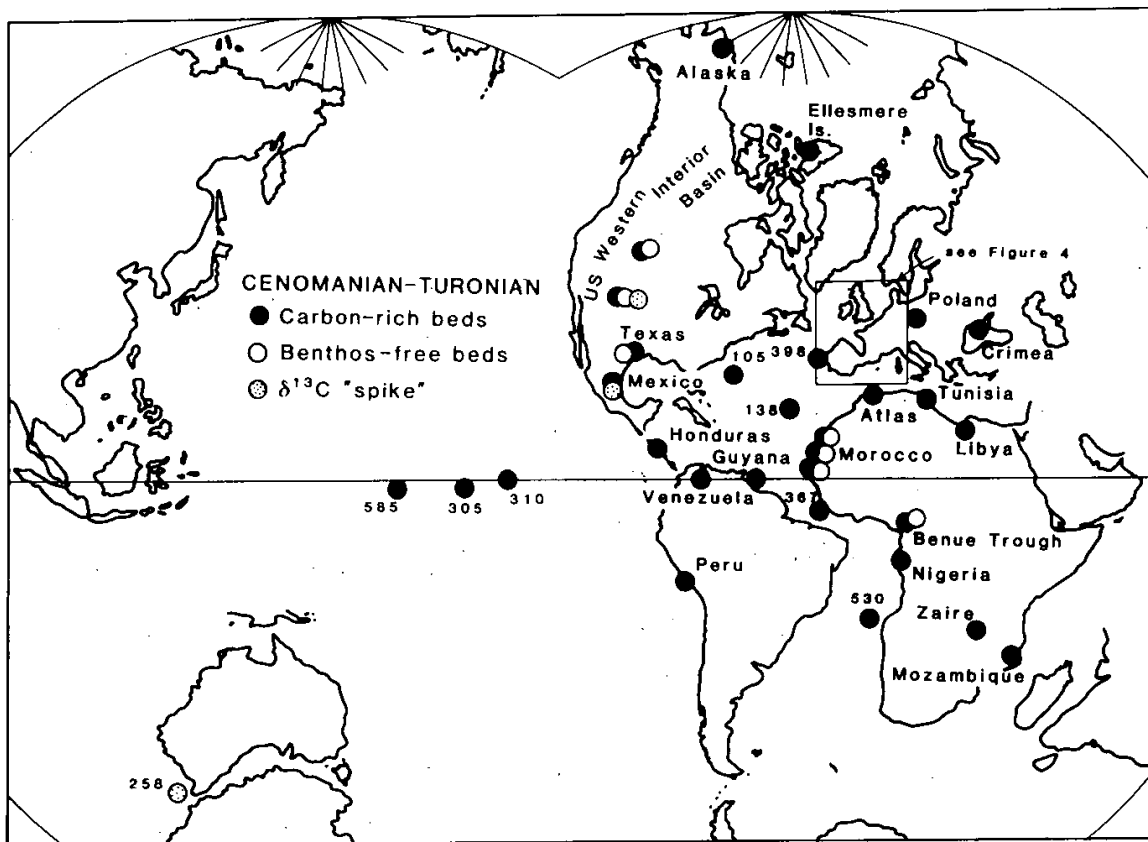 Alaska
Ellesmere
Is.
US Western Interior
Basin
see Figure 4
CENOMANIAN-TURONIAN
Carbon-rich beds
Benthos-free beds
δ¹³C "spike"
Poland
Crimea
Texas
Mexico
105
398
138
Atlas
Tunisia
Libya
Honduras
Guyana
Morocco
Venezuela
367
585
305
310
Benue Trough
Nigeria
Peru
530
Zaire
Mozambique
258